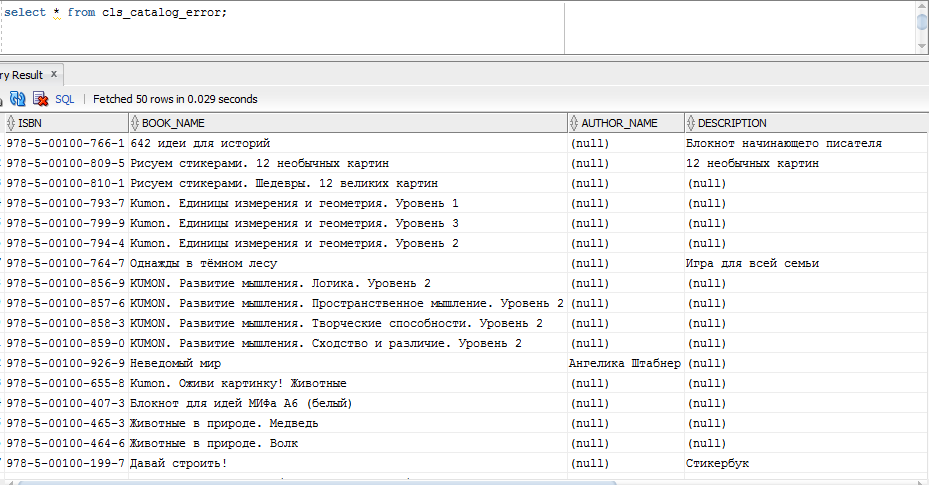 select * from cls_catalog_error;
ry Result x
SQL | Fetched 50 rows in 0.029 seconds
ISBN BOOK_NAME AUTHOR_NAME DESCRIPTION
978-5-00100-766-1 642 идеи для историй (null) Блокнот начинающего писателя
978-5-00100-809-5 Рисуем стикерами. 12 необычных картин (null) 12 необычных картин
978-5-00100-810-1 Рисуем стикерами. Шедевры. 12 великих картин (null) (null)
978-5-00100-793-7 Kumon. Единицы измерения и геометрия. Уровень 1 (null) (null)
978-5-00100-799-9 Kumon. Единицы измерения и геометрия. Уровень 3 (null) (null)
978-5-00100-794-4 Kumon. Единицы измерения и геометрия. Уровень 2 (null) (null)
978-5-00100-764-7 Однажды в тёмном лесу (null) Игра для всей семьи
978-5-00100-856-9 KUMON. Развитие мышления. Логика. Уровень 2 (null) (null)
978-5-00100-857-6 KUMON. Развитие мышления. Пространственное мышление. Уровень 2 (null) (null)
978-5-00100-858-3 KUMON. Развитие мышления. Творческие способности. Уровень 2 (null) (null)
978-5-00100-859-0 KUMON. Развитие мышления. Сходство и различие. Уровень 2 (null) (null)
978-5-00100-926-9 Неведомый мир Ангелика Штабнер (null)
978-5-00100-655-8 Kumon. Оживи картинку! Животные (null) (null)
978-5-00100-407-3 Блокнот для идей МИФа А6 (белый) (null) (null)
978-5-00100-465-3 Животные в природе. Медведь (null) (null)
978-5-00100-464-6 Животные в природе. Волк (null) (null)
978-5-00100-199-7 Давай строить! (null) Стикербук